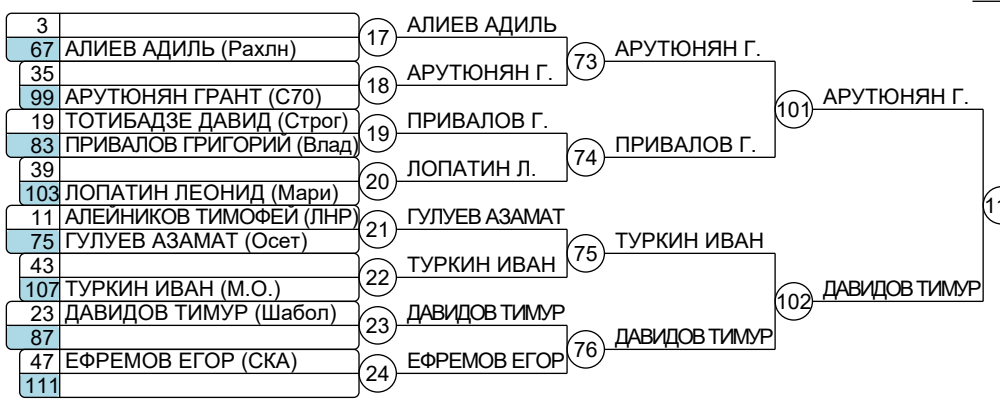 3
67 АЛИЕВ АДИЛЬ (Рахлн)
17 АЛИЕВ АДИЛЬ
35
99 АРУТЮНЯН ГРАНТ (С70)
18 АРУТЮНЯН Г.
73 АРУТЮНЯН Г.
19 ТОТИБАДЗЕ ДАВИД (Строг)
83 ПРИВАЛОВ ГРИГОРИЙ (Влад)
19 ПРИВАЛОВ Г.
39
103 ЛОПАТИН ЛЕОНИД (Мари)
20 ЛОПАТИН Л.
74 ПРИВАЛОВ Г.
101 АРУТЮНЯН Г.
11 АЛЕЙНИКОВ ТИМОФЕЙ (ЛНР)
75 ГУЛУЕВ АЗАМАТ (Осет)
21 ГУЛУЕВ АЗАМАТ
43
107 ТУРКИН ИВАН (М.О.)
22 ТУРКИН ИВАН
75 ТУРКИН ИВАН
23 ДАВИДОВ ТИМУР (Шабол)
87
23 ДАВИДОВ ТИМУР
47 ЕФРЕМОВ ЕГОР (СКА)
111
24 ЕФРЕМОВ ЕГОР
76 ДАВИДОВ ТИМУР
102 ДАВИДОВ ТИМУР